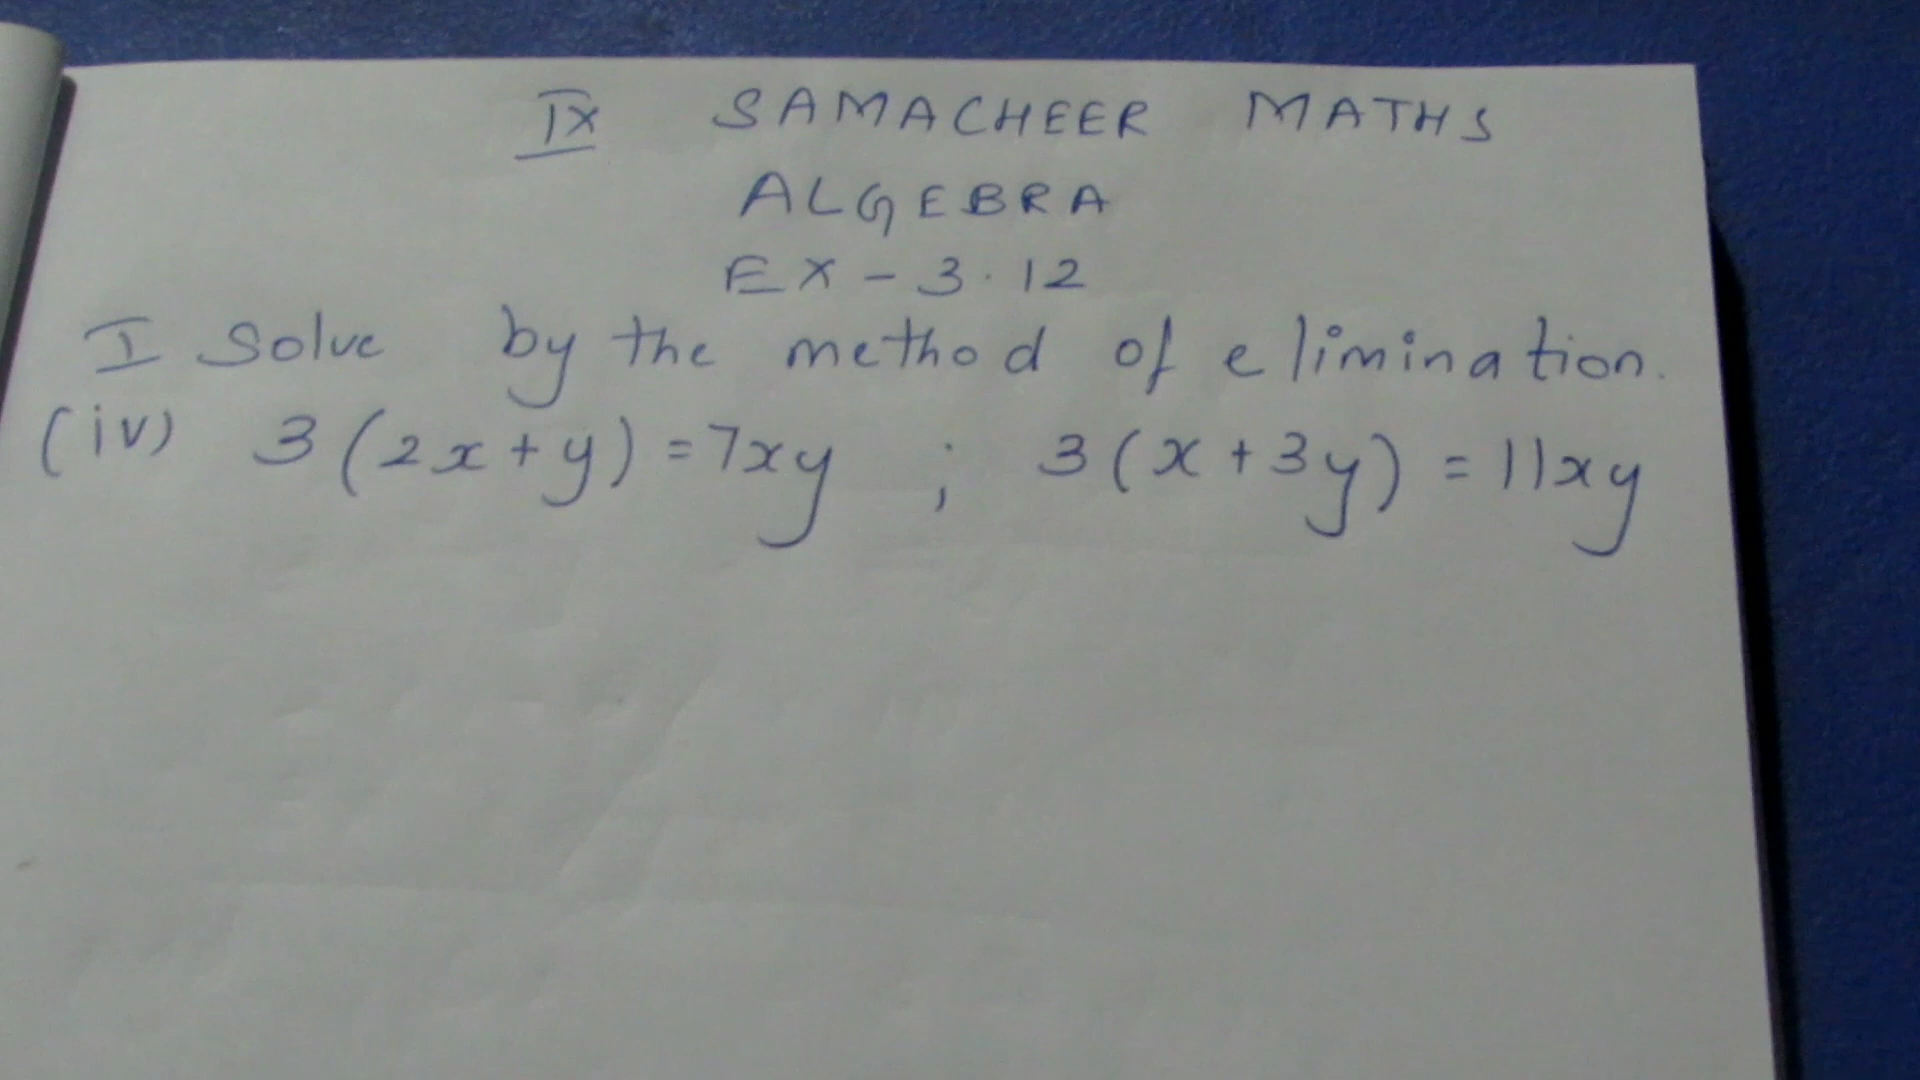 IX SAMACHEER MATHS
ALGEBRA
EX - 3.12
I Solve by the method of elimination.
(iv) 3(2x+y)=7xy ; 3(x+3y)=11xy